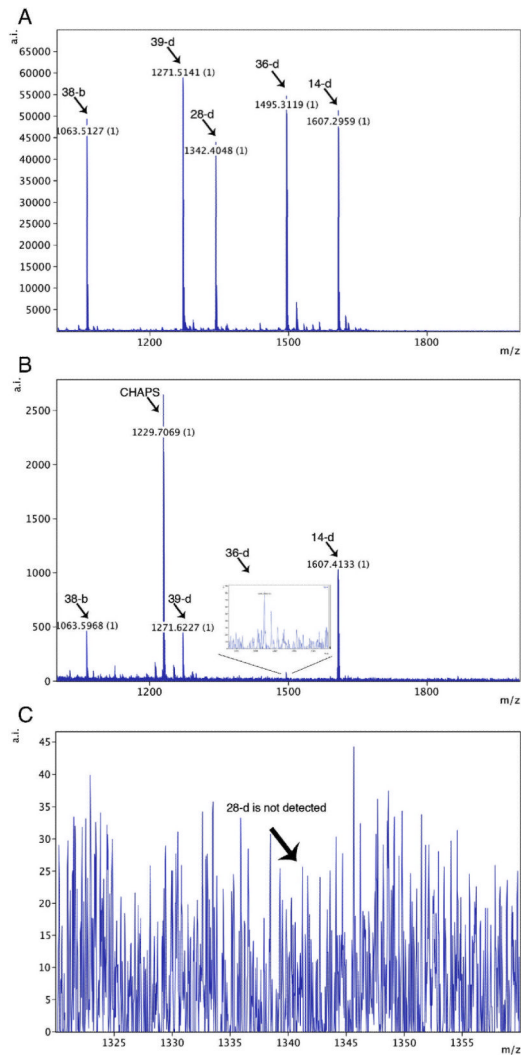 A
a.i.
65000
60000
55000
50000
45000
40000
35000
30000
25000
20000
15000
10000
5000
38-b
1063.5127 (1)
39-d
1271.5141 (1)
28-d
1342.4048 (1)
36-d
1495.3119 (1)
14-d
1607.2959 (1)
1200 1500 1800
m/z
B
a.i.
2500
2000
1500
1000
500
0
CHAPS
1229.7069 (1)
38-b
1063.5968 (1)
39-d
1271.6227 (1)
36-d
14-d
1607.4133 (1)
1200 1500 1800
m/z
C
a.i.
45
40
35
30
25
20
15
10
5
0
28-d is not detected
1325 1330 1335 1340 1345 1350 1355
m/z